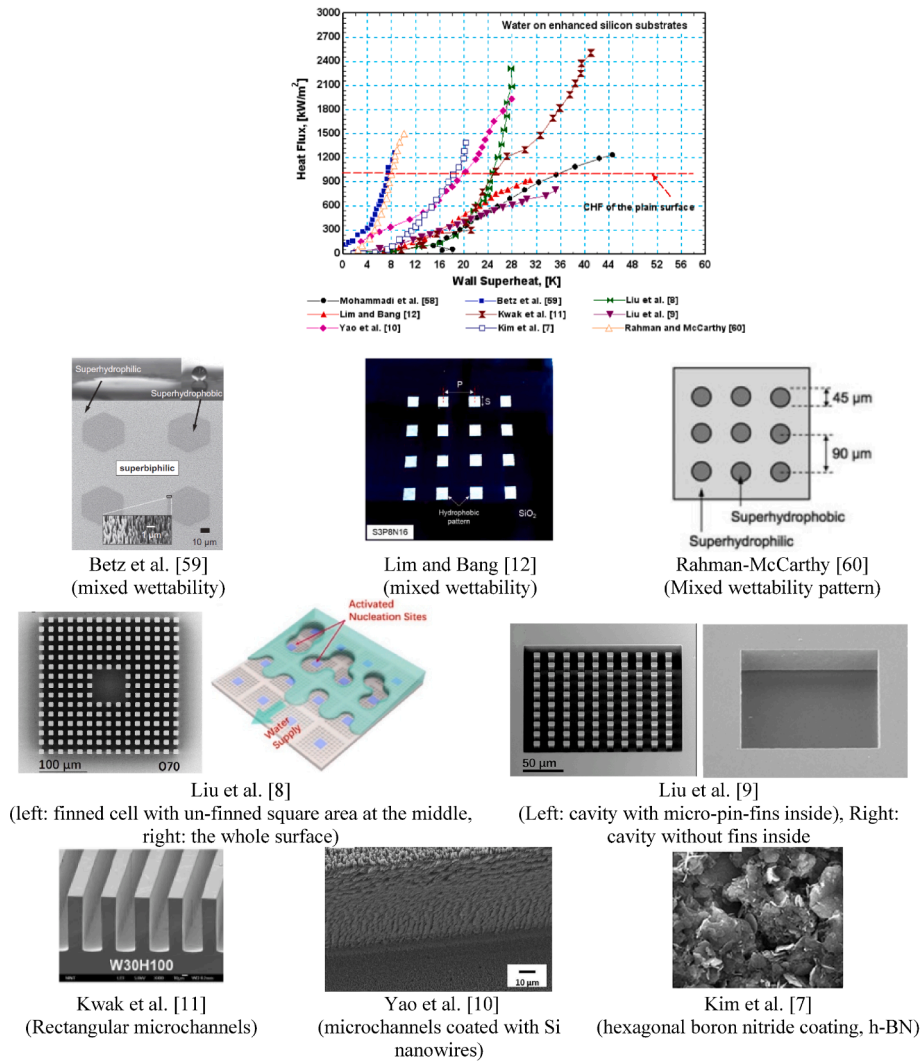 Water on enhanced silicon substrates
3000
2700
2400
2100
1800
1500
1200
900
600
300
0
Heat Flux, [kW/m²]
CHF of the plain surface
0 4 8 12 16 20 24 28 32 36 40 44 48 52 56 60
Wall Superheat, [K]
Mohammadi et al. [58] Betz et al. [59] Liu et al. [8]
Lim and Bang [12] Kwak et al. [11] Liu et al. [9]
Yao et al. [10] Kim et al. [7] Rahman and McCarthy [60]
Superhydrophilic
Superhydrophobic
superbiphilic
1 μm
10 μm
P
S
Hydrophobic
pattern
SiO₂
S3P8N16
45 μm
90 μm
Superhydrophobic
Superhydrophilic
Betz et al. [59]
(mixed wettability)
Lim and Bang [12]
(mixed wettability)
Rahman-McCarthy [60]
(Mixed wettability pattern)
100 μm
O70
Activated
Nucleation Sites
Water
Supply
50 μm
Liu et al. [8]
(left: finned cell with un-finned square area at the middle,
right: the whole surface)
Liu et al. [9]
(Left: cavity with micro-pin-fins inside), Right:
cavity without fins inside
W30H100
10 μm
Kwak et al. [11]
(Rectangular microchannels)
Yao et al. [10]
(microchannels coated with Si
nanowires)
Kim et al. [7]
(hexagonal boron nitride coating, h-BN)